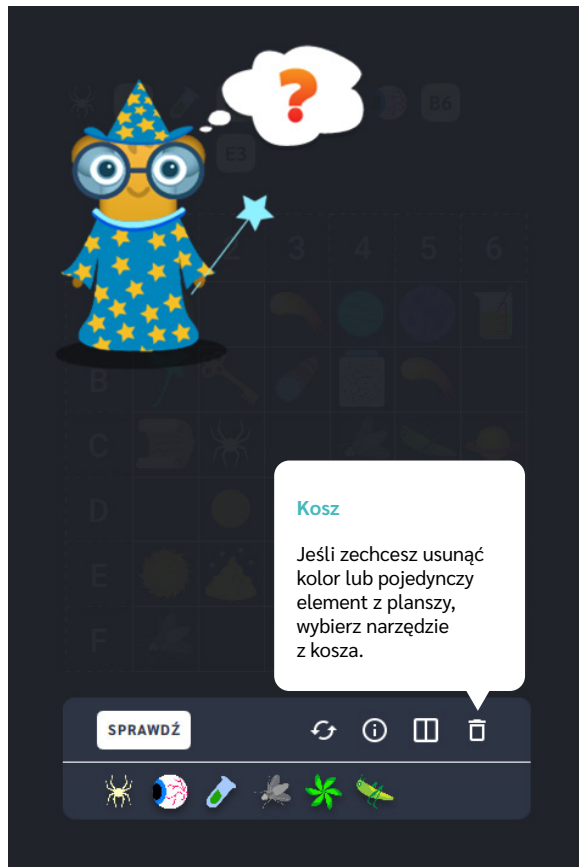 ?
B6
E3
2 3 4 5 6
B
C
D
E
F
Kosz
Jeśli zechcesz usunąć
kolor lub pojedynczy
element z planszy,
wybierz narzędzie
z kosza.
SPRAWDŹ